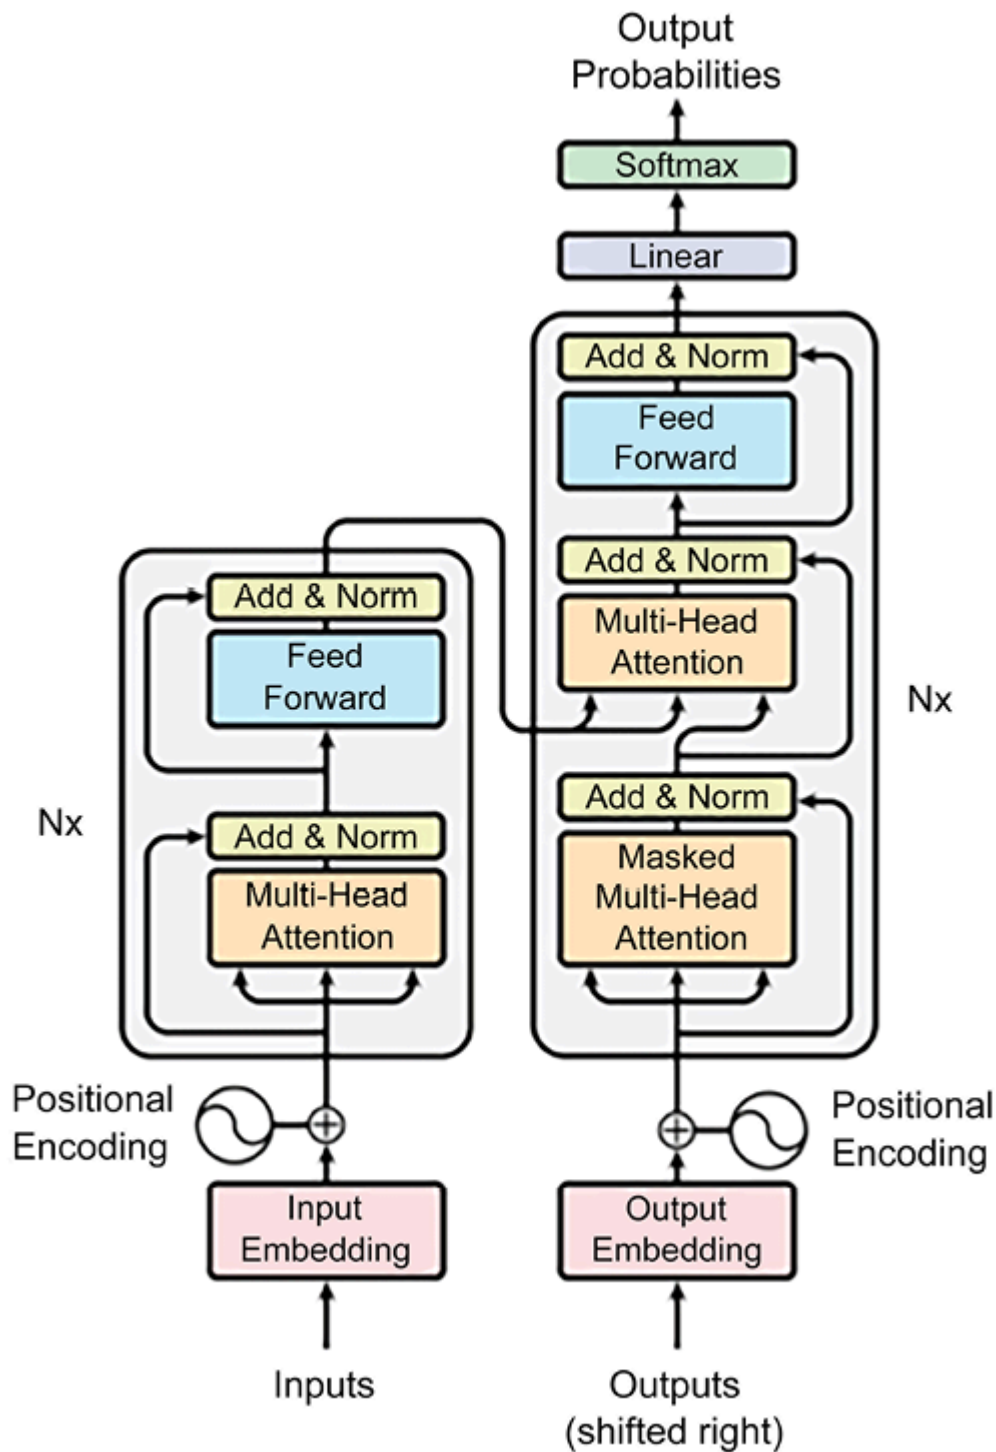 Output
Probabilities
Softmax
Linear
Add & Norm
Feed
Forward
Add & Norm
Multi-Head
Attention
Add & Norm
Masked
Multi-Head
Attention
Nx
Add & Norm
Feed
Forward
Add & Norm
Multi-Head
Attention
Nx
Positional
Encoding
Positional
Encoding
Input
Embedding
Output
Embedding
Inputs
Outputs
(shifted right)